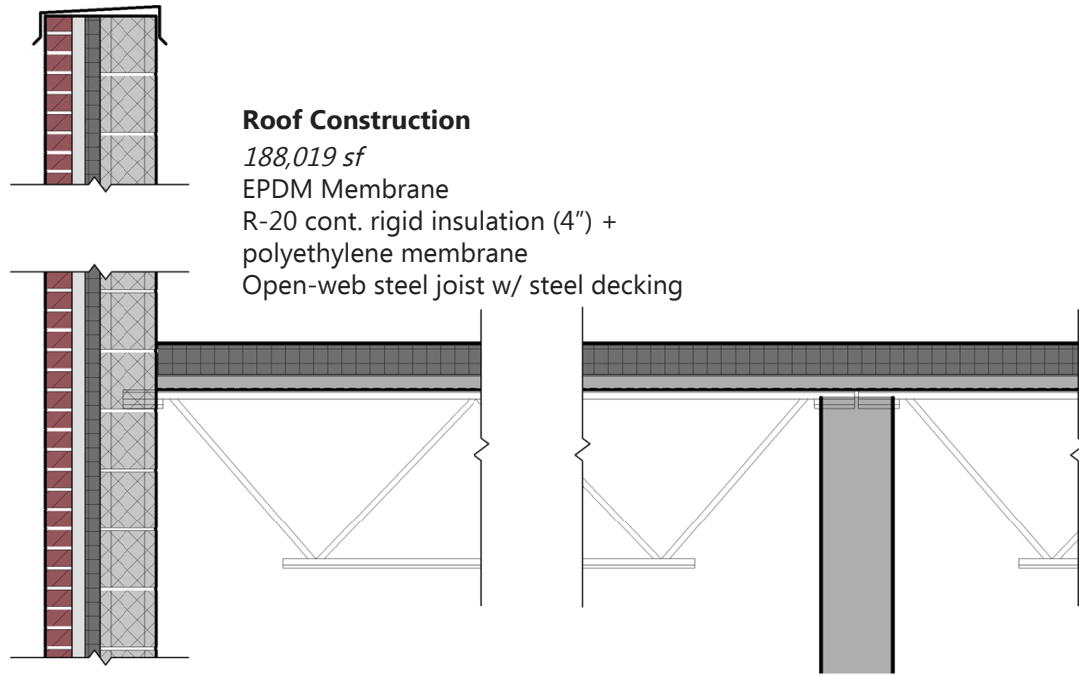 Roof Construction
188,019 sf
EPDM Membrane
R-20 cont. rigid insulation (4") +
polyethylene membrane
Open-web steel joist w/ steel decking